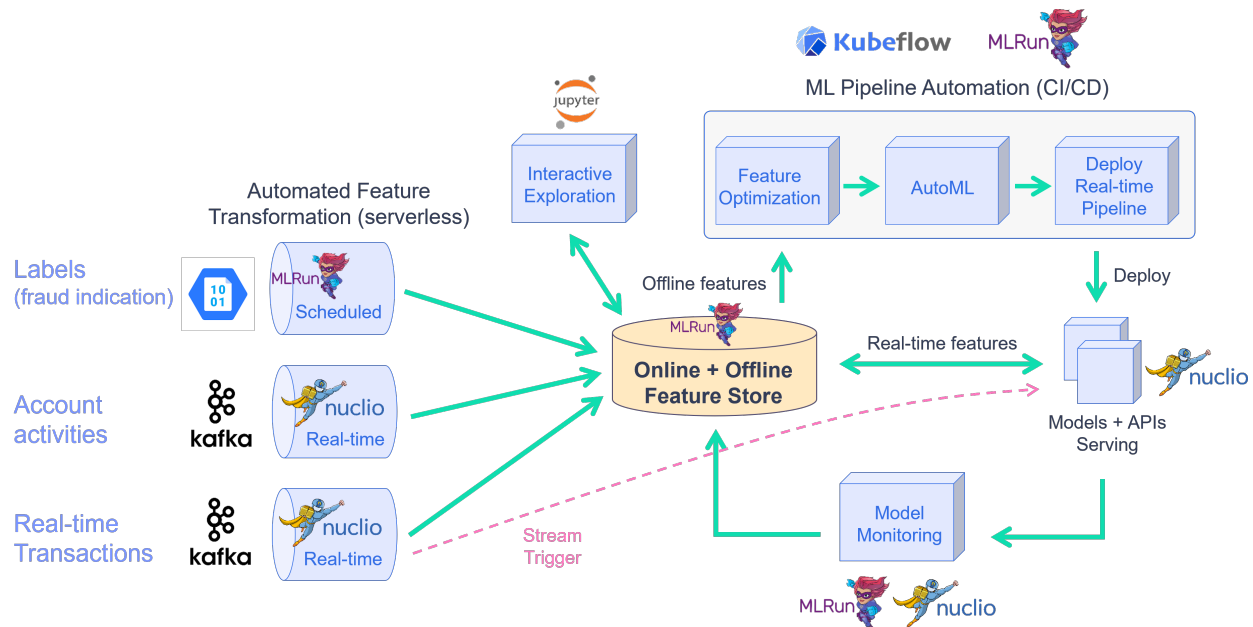 Kubeflow
MLRun
ML Pipeline Automation (CI/CD)
jupyter
Interactive
Exploration
Feature
Optimization
AutoML
Deploy
Real-time
Pipeline
Automated Feature
Transformation (serverless)
Labels
(fraud indication)
10
01
MLRun
Scheduled
Offline features
Deploy
MLRun
Online + Offline
Feature Store
Real-time features
nuclio
Models + APIs
Serving
Account
activities
kafka
nuclio
Real-time
Real-time
Transactions
kafka
nuclio
Real-time
Stream
Trigger
Model
Monitoring
MLRun
nuclio